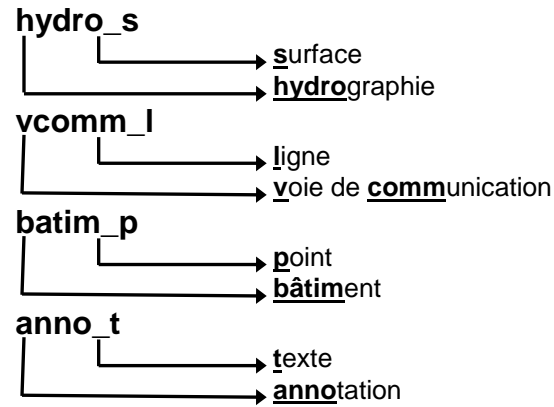 hydro_s
surface
hydrographie
vcomm_l
ligne
voie de communication
batim_p
point
bâtiment
anno_t
texte
annotation